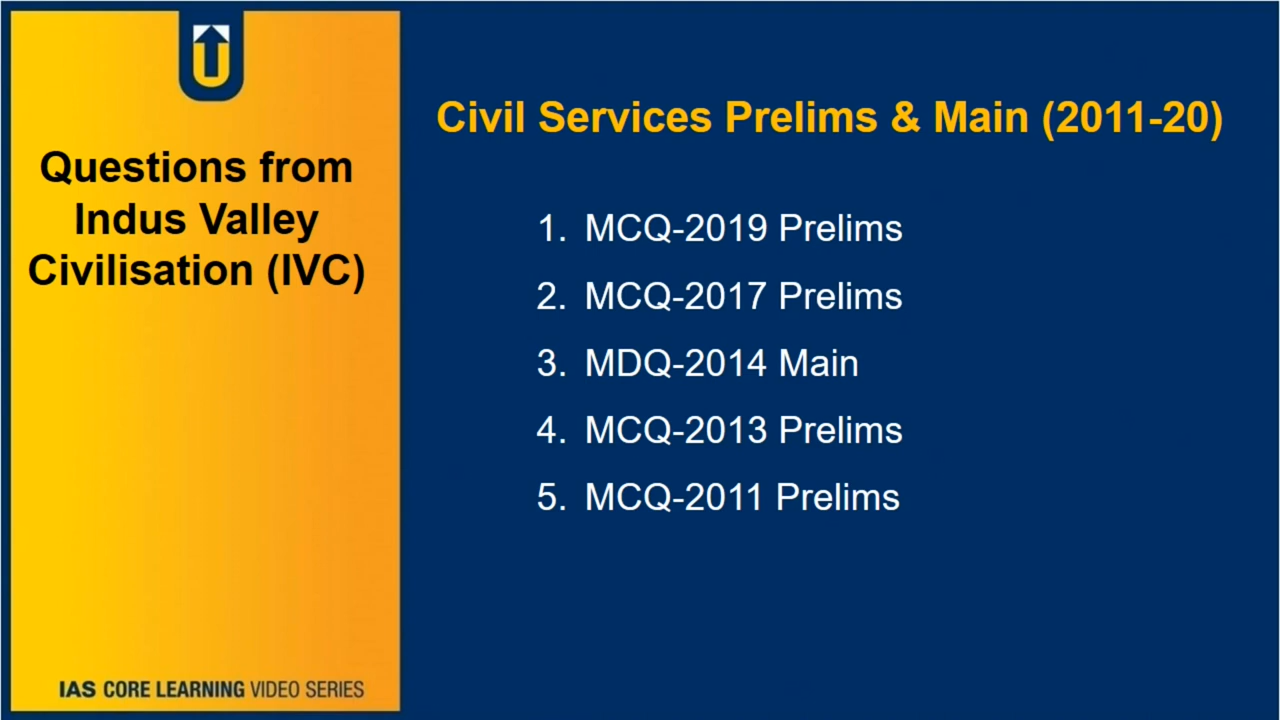 Questions from
Indus Valley
Civilisation (IVC)
IAS CORE LEARNING VIDEO SERIES
Civil Services Prelims & Main (2011-20)
1. MCQ-2019 Prelims
2. MCQ-2017 Prelims
3. MDQ-2014 Main
4. MCQ-2013 Prelims
5. MCQ-2011 Prelims